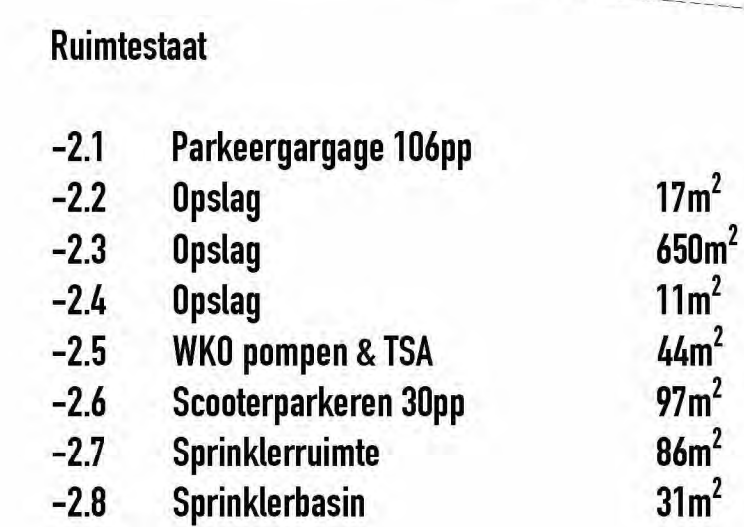 Ruimtestaat
-2.1 Parkeergargage 106pp
-2.2 Opslag 17m²
-2.3 Opslag 650m²
-2.4 Opslag 11m²
-2.5 WKO pompen & TSA 44m²
-2.6 Scooterparkeren 30pp 97m²
-2.7 Sprinklerruimte 86m²
-2.8 Sprinklerbasin 31m²